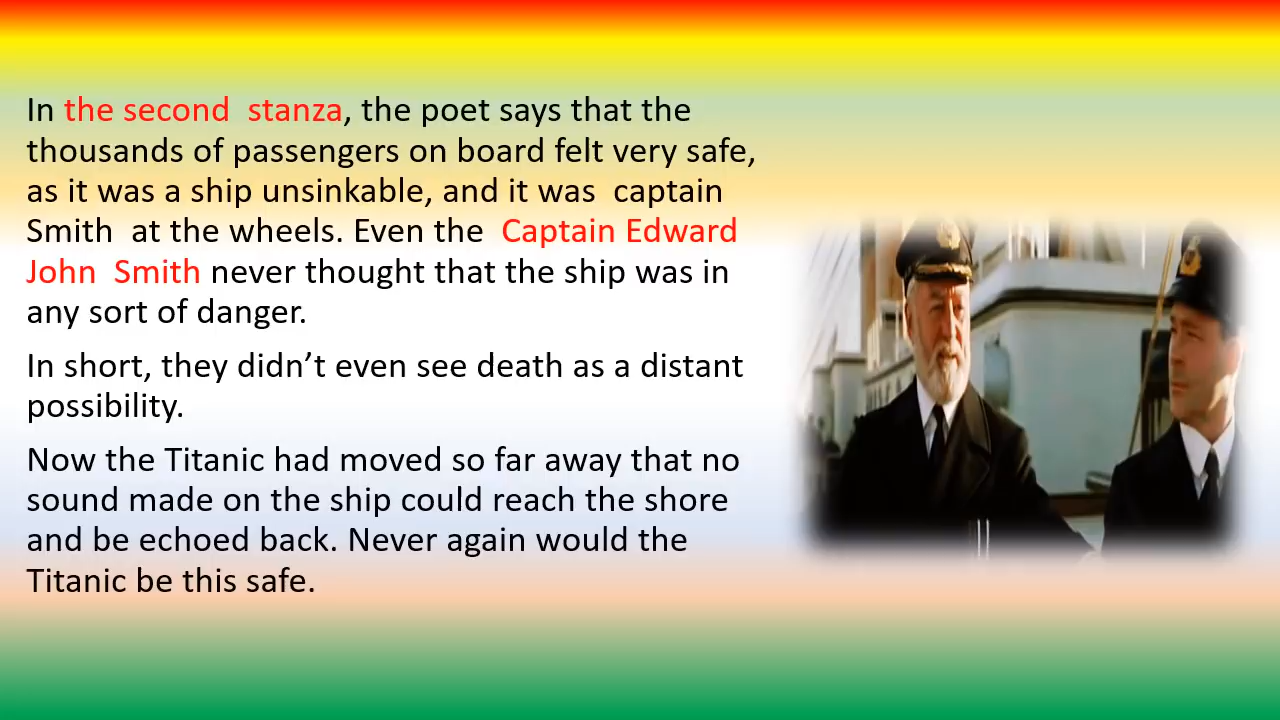 In the second  stanza, the poet says that the
thousands of passengers on board felt very safe,
as it was a ship unsinkable, and it was  captain
Smith  at the wheels. Even the  Captain Edward
John  Smith never thought that the ship was in
any sort of danger.
In short, they didn’t even see death as a distant
possibility.
Now the Titanic had moved so far away that no
sound made on the ship could reach the shore
and be echoed back. Never again would the
Titanic be this safe.